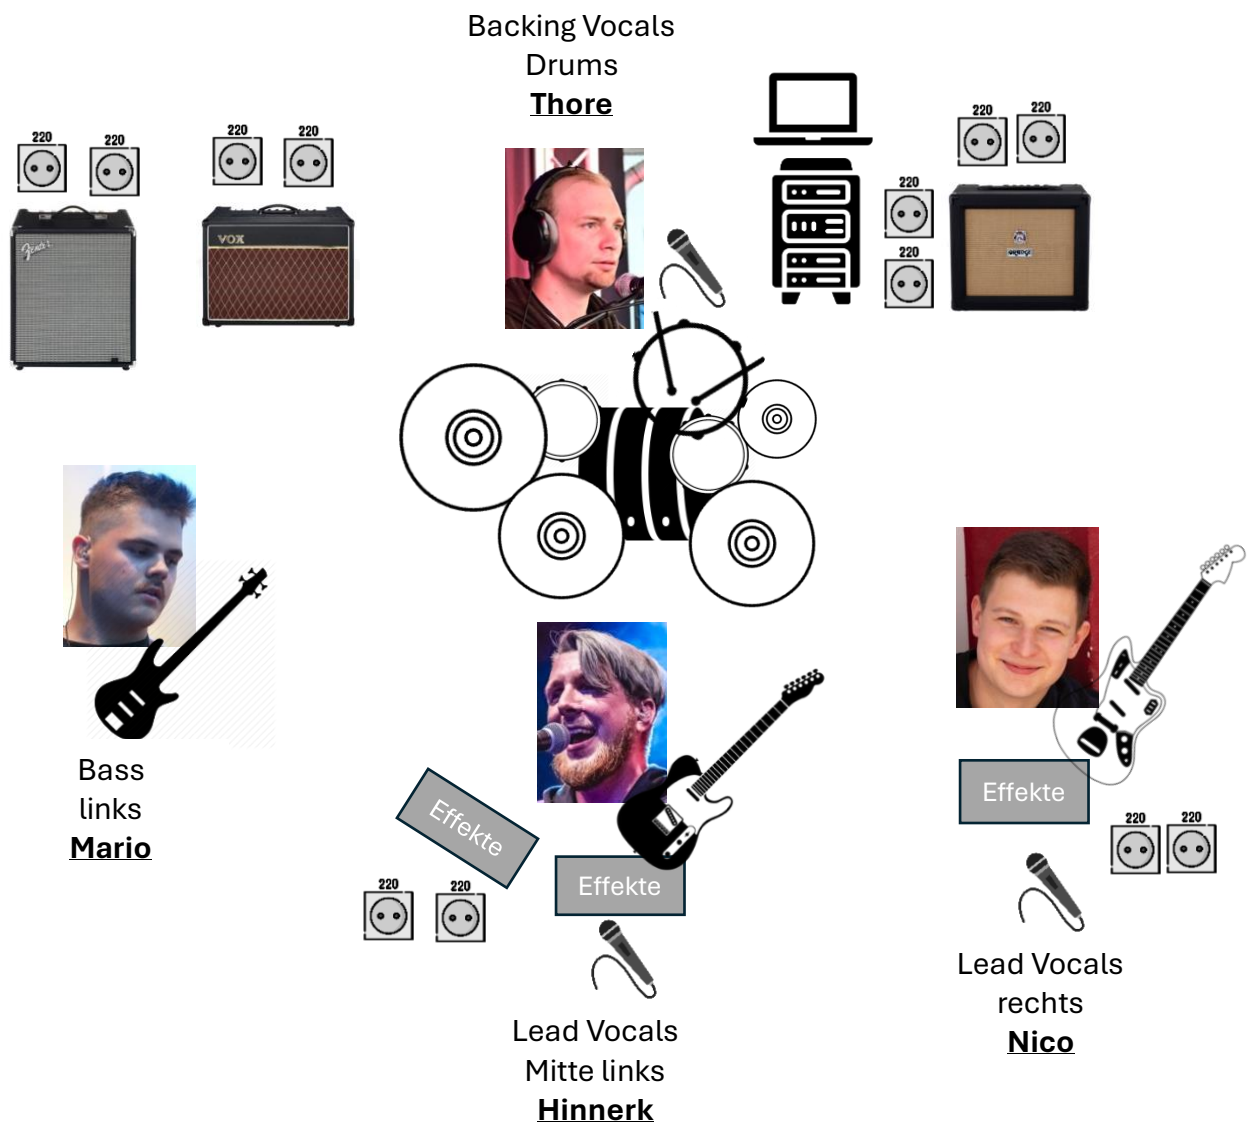 Backing Vocals
Drums
Thore
220
220
220
220
220
220
220
220
Fender
VOX
ORANGE
Bass
links
Mario
Effekte
Effekte
Effekte
220
220
220
220
Lead Vocals
Mitte links
Hinnerk
Lead Vocals
rechts
Nico